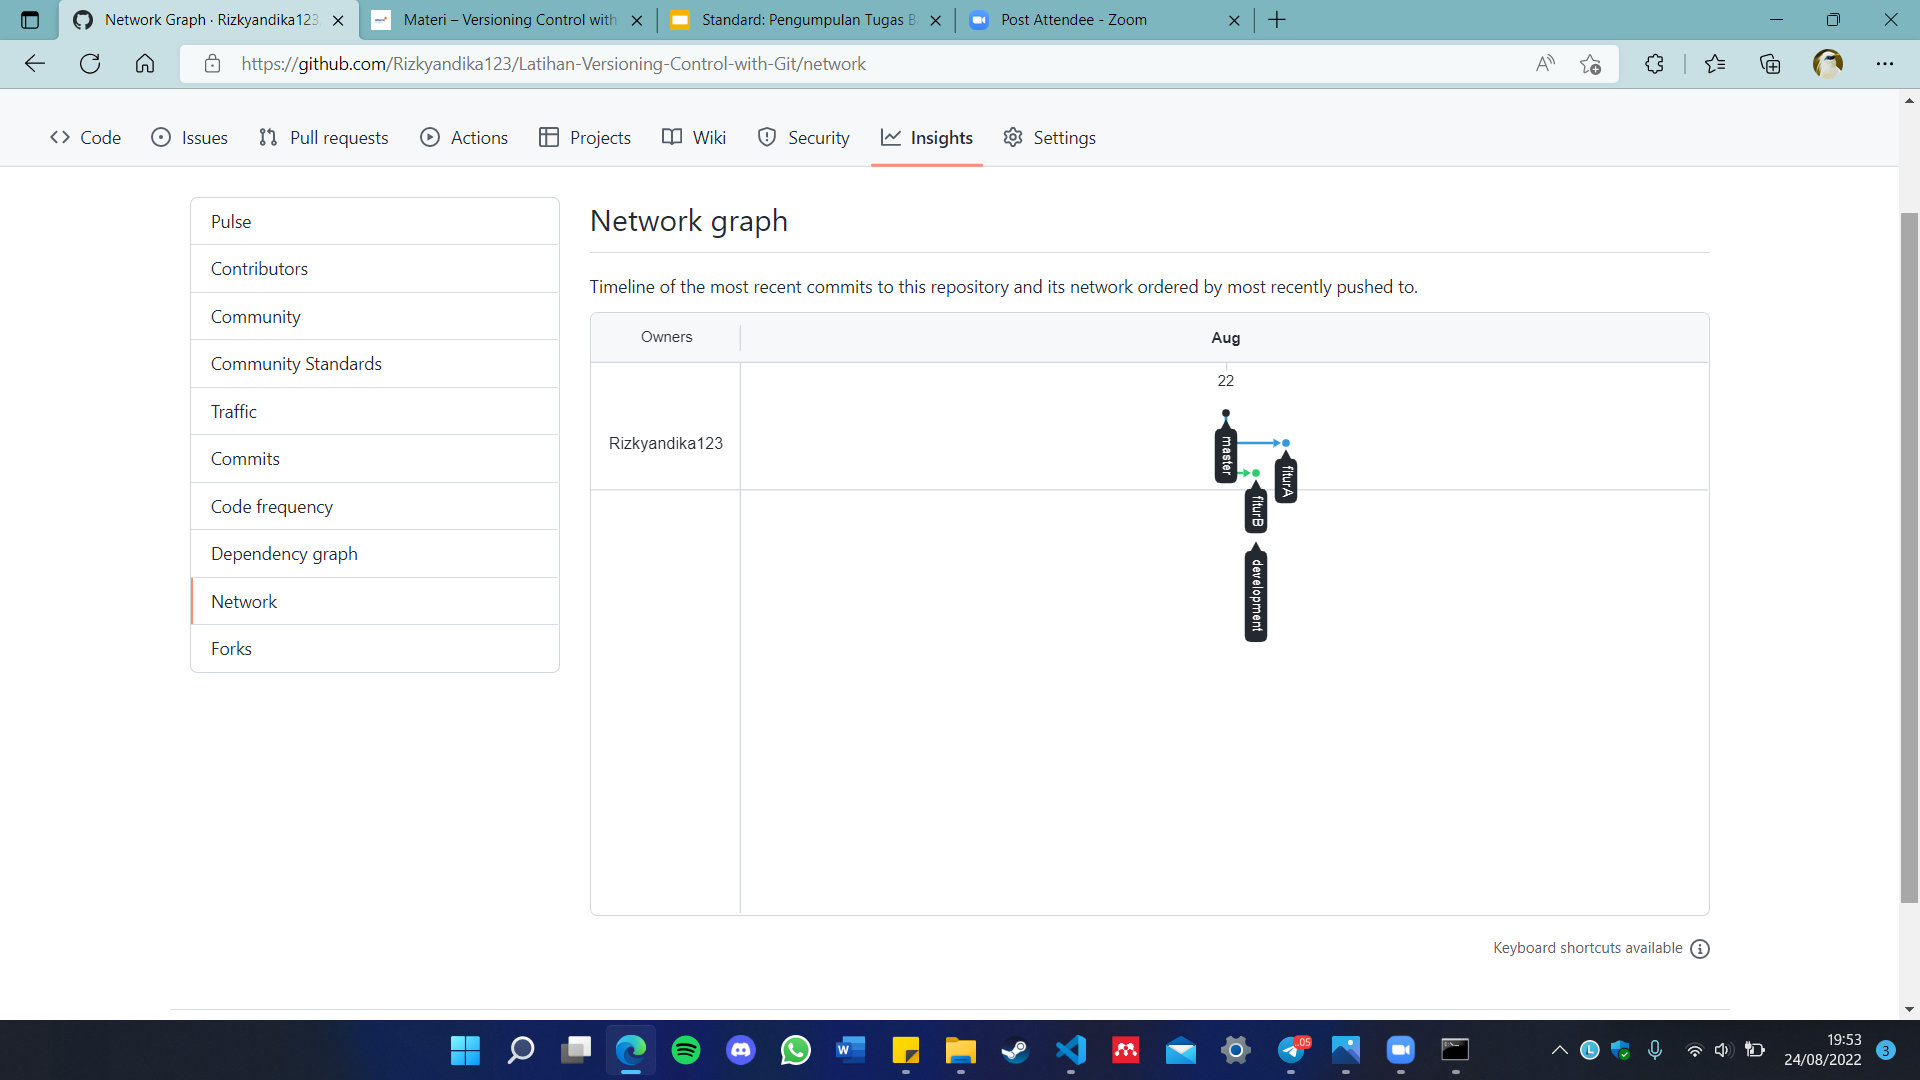 Network Graph · Rizkyandika123
Materi – Versioning Control with
Standard: Pengumpulan Tugas B
Post Attendee - Zoom
https://github.com/Rizkyandika123/Latihan-Versioning-Control-with-Git/network
Code
Issues
Pull requests
Actions
Projects
Wiki
Security
Insights
Settings
Pulse
Contributors
Community
Community Standards
Traffic
Commits
Code frequency
Dependency graph
Network
Forks
Network graph
Timeline of the most recent commits to this repository and its network ordered by most recently pushed to.
Owners
Aug
22
Rizkyandika123
master
fiturA
fiturB
development
Keyboard shortcuts available
.05
19:53
24/08/2022
3